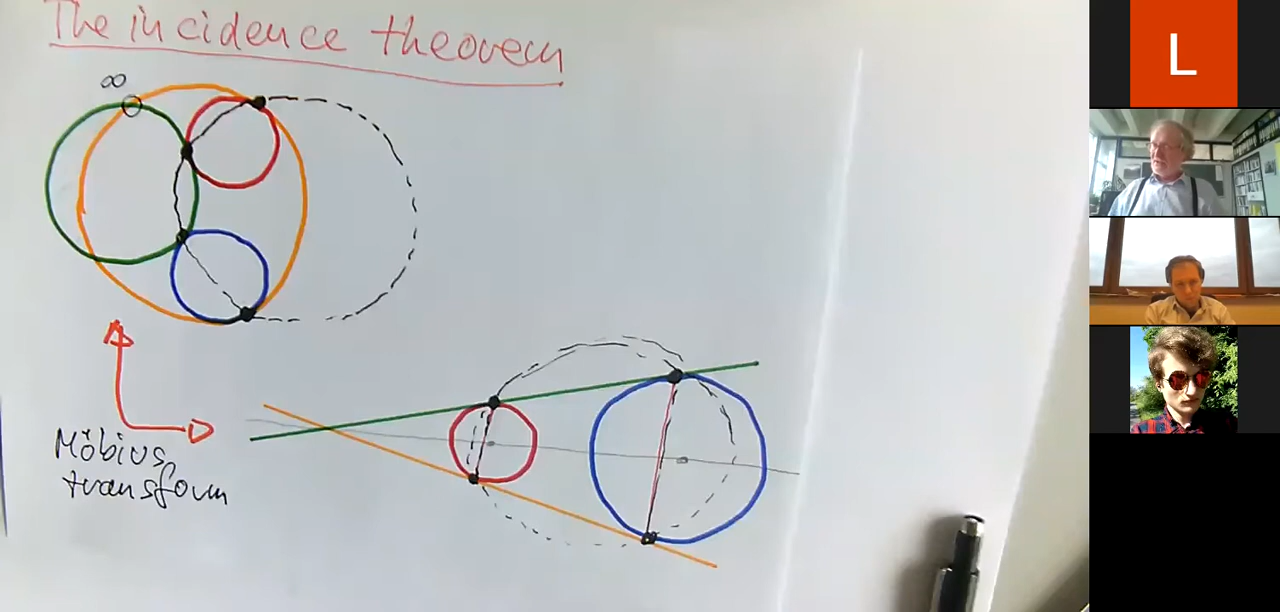 The incidence theorem
L
∞
Möbius
transform